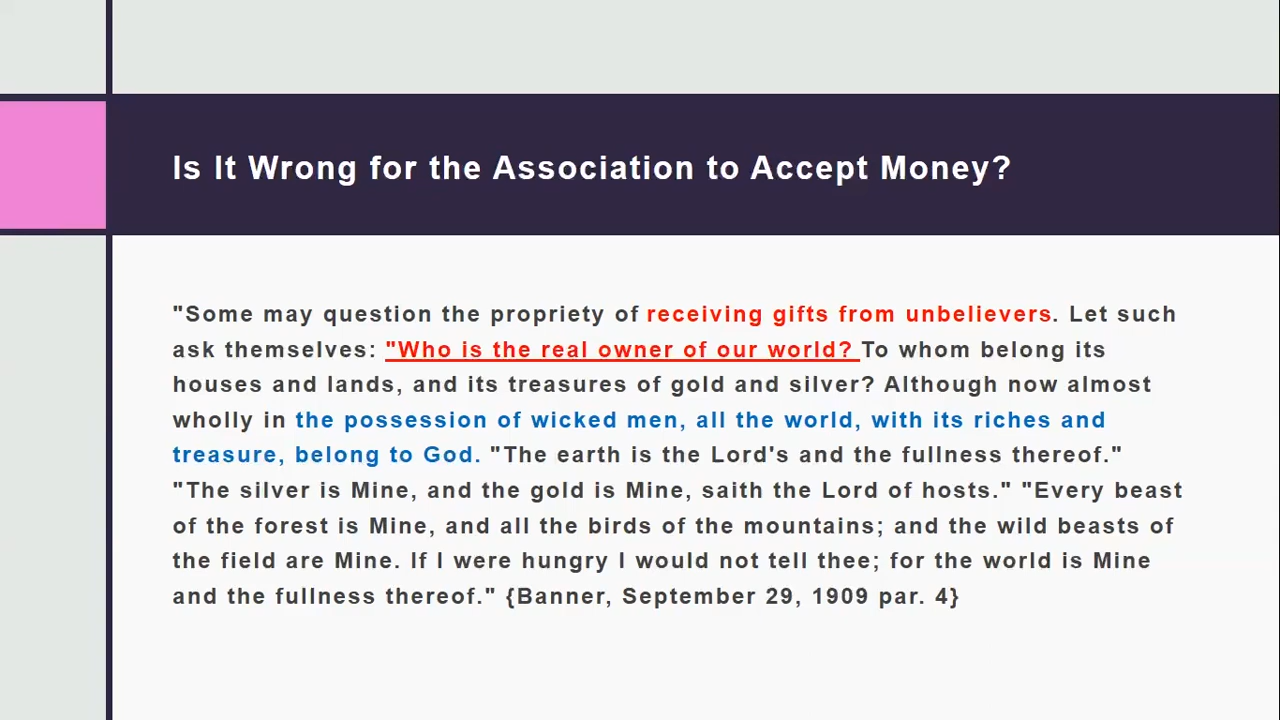 Is It Wrong for the Association to Accept Money?
"Some may question the propriety of receiving gifts from unbelievers. Let such
ask themselves: "Who is the real owner of our world? To whom belong its
houses and lands, and its treasures of gold and silver? Although now almost
wholly in the possession of wicked men, all the world, with its riches and
treasure, belong to God. "The earth is the Lord's and the fullness thereof."
"The silver is Mine, and the gold is Mine, saith the Lord of hosts." "Every beast
of the forest is Mine, and all the birds of the mountains; and the wild beasts of
the field are Mine. If I were hungry I would not tell thee; for the world is Mine
and the fullness thereof." {Banner, September 29, 1909 par. 4}